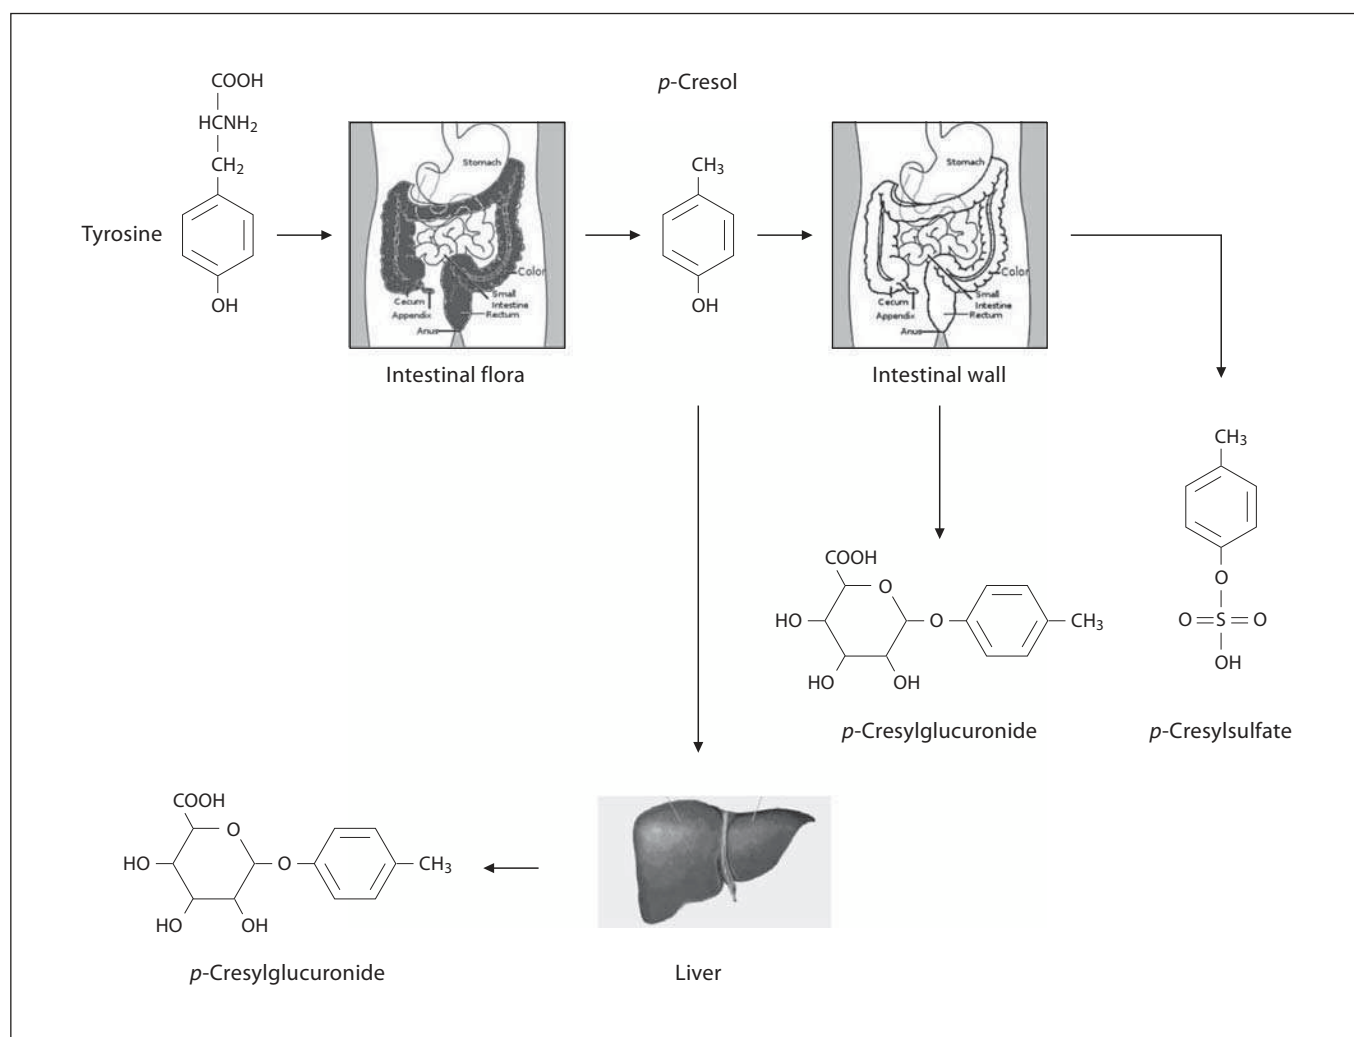 COOH
HCNH2
CH2
Tyrosine
OH
Stomach
Colon
Cecum
Small
Intestine
Appendix
Rectum
Anus
Intestinal flora
p-Cresol
CH3
OH
Stomach
Colon
Cecum
Small
Intestine
Appendix
Rectum
Anus
Intestinal wall
COOH
O
HO
O
CH3
HO
OH
p-Cresylglucuronide
CH3
O
O=S=O
OH
p-Cresylsulfate
COOH
O
HO
O
CH3
HO
OH
p-Cresylglucuronide
Liver